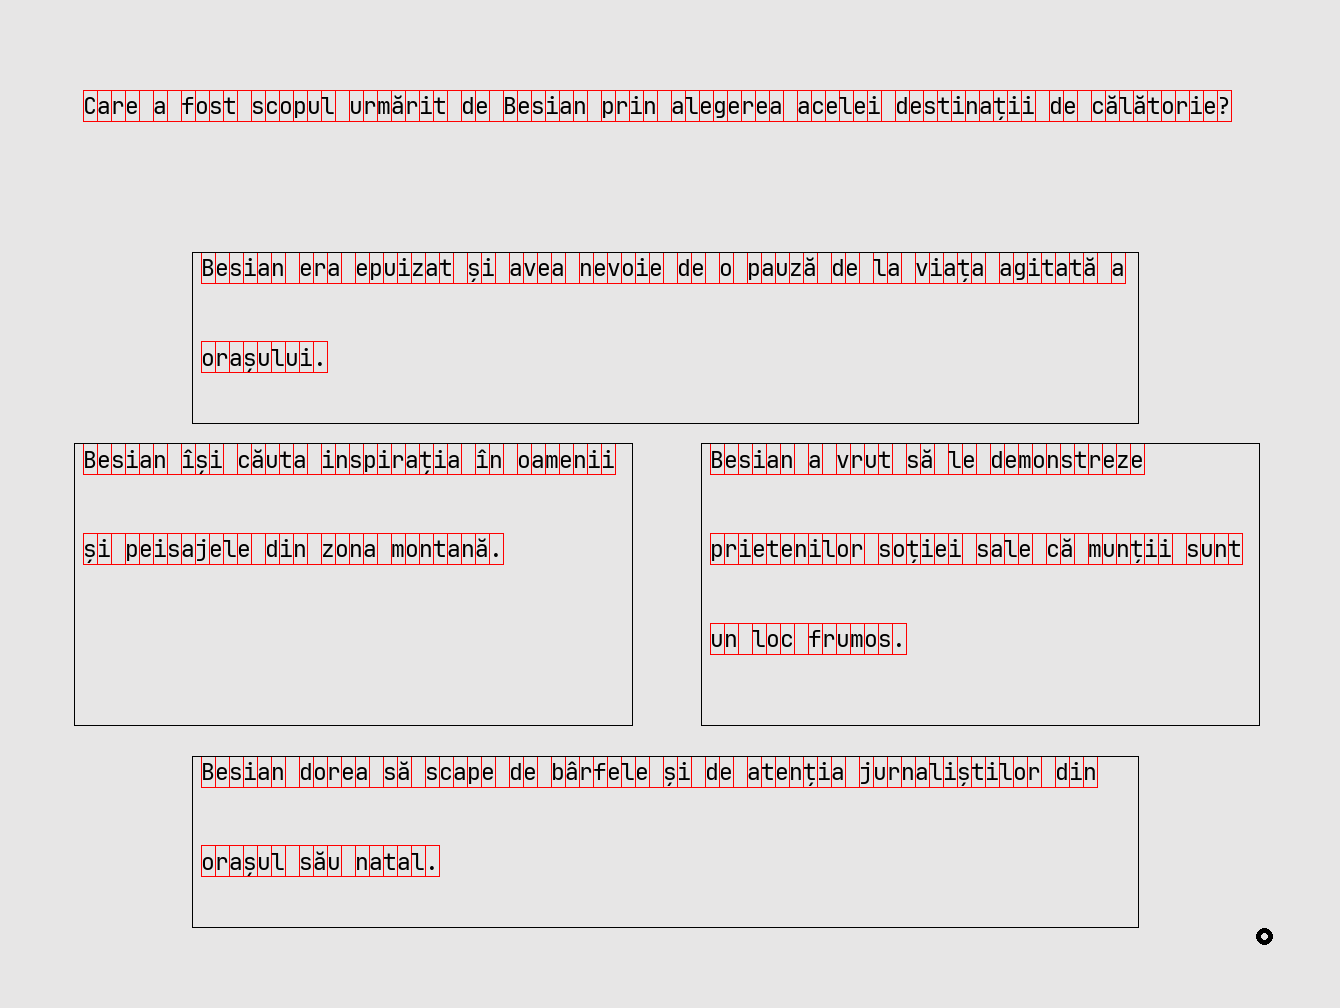 Care a fost scopul urmărit de Besian prin alegerea acelei destinații de călătorie?
Besian era epuizat și avea nevoie de o pauză de la viața agitată a
orașului.
Besian își căuta inspirația în oamenii
și peisajele din zona montană.
Besian a vrut să le demonstreze
prietenilor soției sale că munții sunt
un loc frumos.
Besian dorea să scape de bârfele și de atenția jurnaliștilor din
orașul său natal.